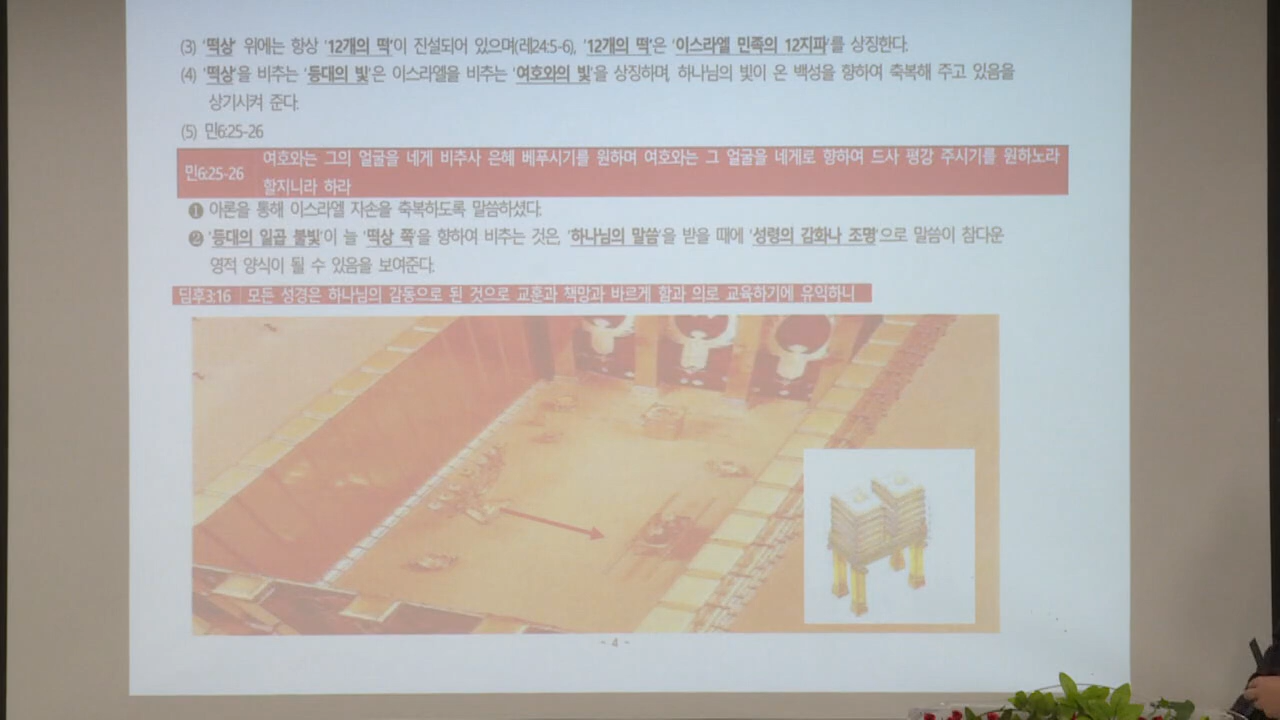 (3) '떡상' 위에는 항상 '12개의 떡'이 진설되어 있으며(레24:5-6), '12개의 떡'은 '이스라엘 민족의 12지파'를 상징한다.
(4) '떡상'을 비추는 '등대의 빛'은 이스라엘을 비추는 '여호와의 빛'을 상징하며, 하나님의 빛이 온 백성을 향하여 축복해 주고 있음을
상기시켜 준다.
(5) 민6:25-26
민6:25-26 여호와는 그의 얼굴을 네게 비추사 은혜 베푸시기를 원하며 여호와는 그 얼굴을 네게로 향하여 드사 평강 주시기를 원하노라
할지니라 하라
❶ 아론을 통해 이스라엘 자손을 축복하도록 말씀하셨다.
❷ '등대의 일곱 불빛'이 늘 '떡상 쪽'을 향하여 비추는 것은, '하나님의 말씀'을 받을 때에 '성령의 감화나 조명'으로 말씀이 참다운
영적 양식이 될 수 있음을 보여준다.
딤후3:16 모든 성경은 하나님의 감동으로 된 것으로 교훈과 책망과 바르게 함과 의로 교육하기에 유익하니
- 4 -